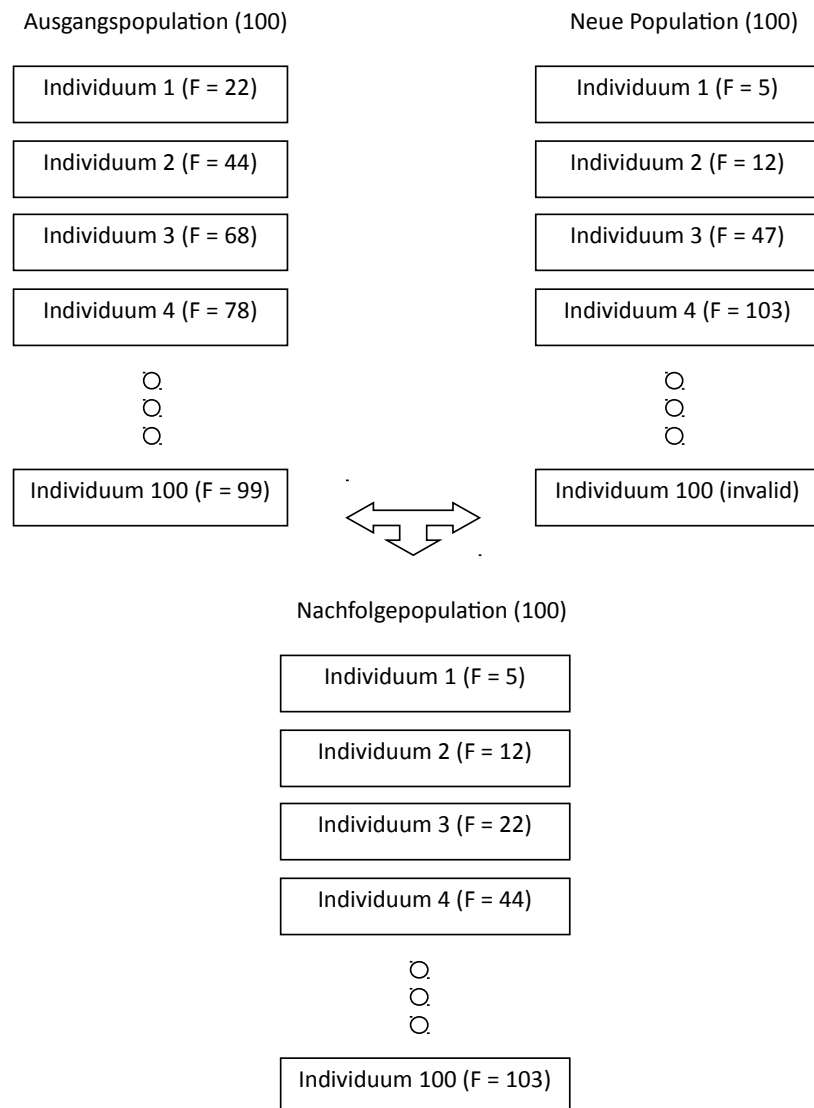 Ausgangspopulation (100)
Individuum 1 (F = 22)
Individuum 2 (F = 44)
Individuum 3 (F = 68)
Individuum 4 (F = 78)
Individuum 100 (F = 99)
Neue Population (100)
Individuum 1 (F = 5)
Individuum 2 (F = 12)
Individuum 3 (F = 47)
Individuum 4 (F = 103)
Individuum 100 (invalid)
Nachfolgepopulation (100)
Individuum 1 (F = 5)
Individuum 2 (F = 12)
Individuum 3 (F = 22)
Individuum 4 (F = 44)
Individuum 100 (F = 103)